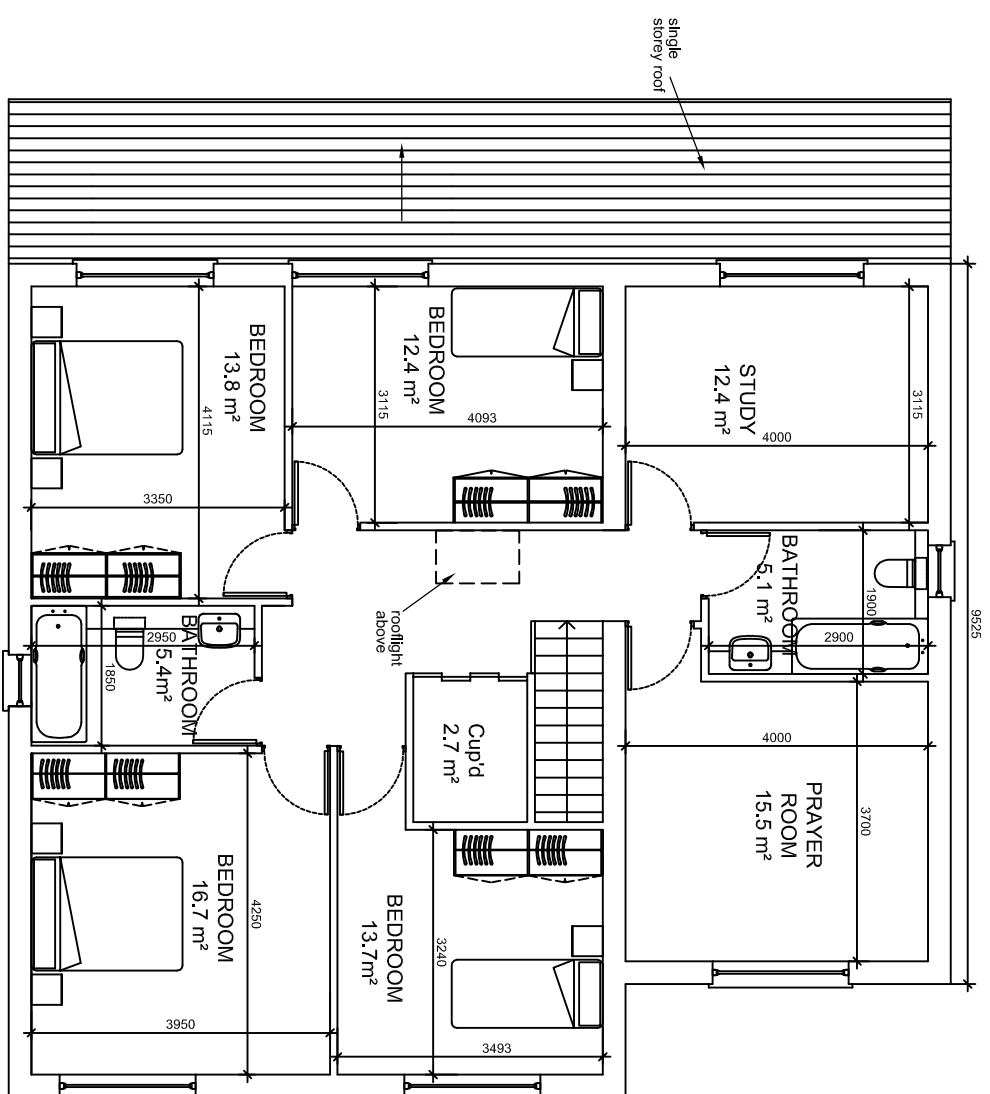 single
storey roof
9525
BEDROOM
13.8 m²
4115
3350
BEDROOM
12.4 m²
3115
4093
STUDY
12.4 m²
3115
4000
BATHROOM
5.1 m²
1900
2900
rooflight
above
BATHROOM
5.4m²
2950
1850
Cup'd
2.7 m²
PRAYER
ROOM
15.5 m²
4000
3700
BEDROOM
16.7 m²
4250
3950
BEDROOM
13.7m²
3240
3493